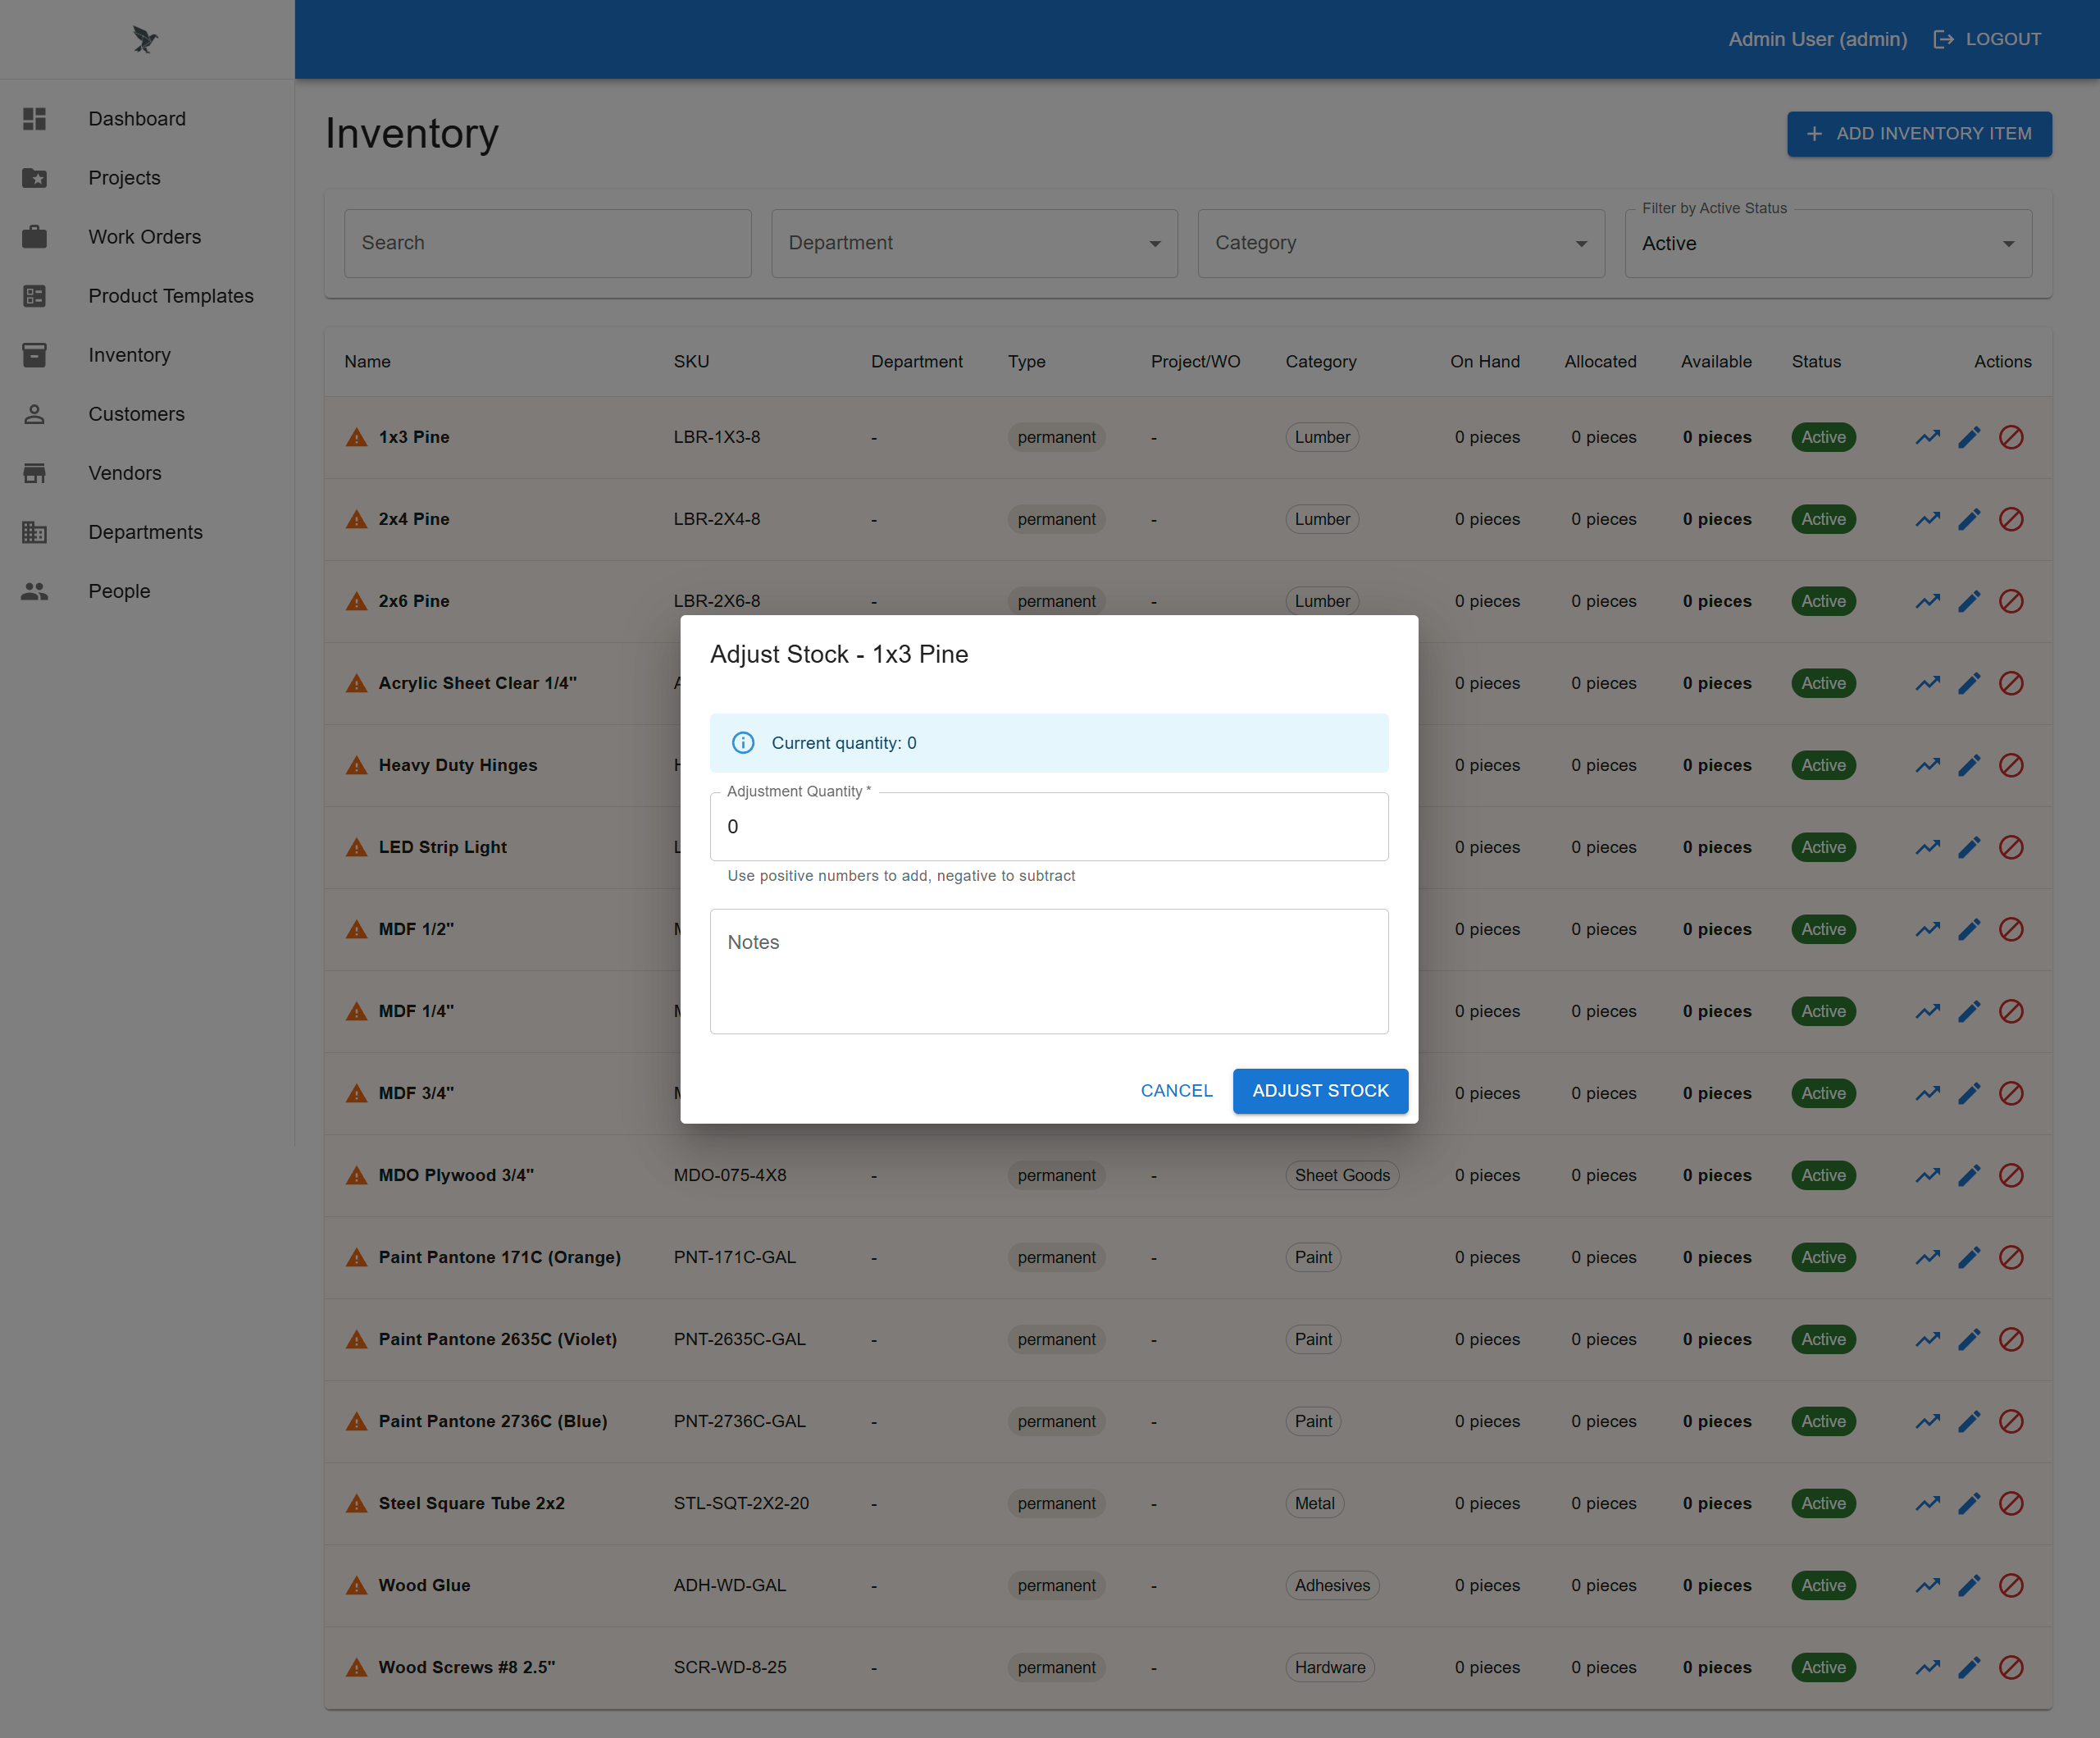 Admin User (admin) LOGOUT
Dashboard
Projects
Work Orders
Product Templates
Inventory
Customers
Vendors
Departments
People
Inventory
+ ADD INVENTORY ITEM
Search
Department
Category
Filter by Active Status
Active
Name SKU Department Type Project/WO Category On Hand Allocated Available Status Actions
1x3 Pine LBR-1X3-8 - permanent - Lumber 0 pieces 0 pieces 0 pieces Active
2x4 Pine LBR-2X4-8 - permanent - Lumber 0 pieces 0 pieces 0 pieces Active
2x6 Pine LBR-2X6-8 - permanent - Lumber 0 pieces 0 pieces 0 pieces Active
Acrylic Sheet Clear 1/4" 0 pieces 0 pieces 0 pieces Active
Heavy Duty Hinges 0 pieces 0 pieces 0 pieces Active
LED Strip Light 0 pieces 0 pieces 0 pieces Active
MDF 1/2" 0 pieces 0 pieces 0 pieces Active
MDF 1/4" 0 pieces 0 pieces 0 pieces Active
MDF 3/4" 0 pieces 0 pieces 0 pieces Active
MDO Plywood 3/4" MDO-075-4X8 - permanent - Sheet Goods 0 pieces 0 pieces 0 pieces Active
Paint Pantone 171C (Orange) PNT-171C-GAL - permanent - Paint 0 pieces 0 pieces 0 pieces Active
Paint Pantone 2635C (Violet) PNT-2635C-GAL - permanent - Paint 0 pieces 0 pieces 0 pieces Active
Paint Pantone 2736C (Blue) PNT-2736C-GAL - permanent - Paint 0 pieces 0 pieces 0 pieces Active
Steel Square Tube 2x2 STL-SQT-2X2-20 - permanent - Metal 0 pieces 0 pieces 0 pieces Active
Wood Glue ADH-WD-GAL - permanent - Adhesives 0 pieces 0 pieces 0 pieces Active
Wood Screws #8 2.5" SCR-WD-8-25 - permanent - Hardware 0 pieces 0 pieces 0 pieces Active
Adjust Stock - 1x3 Pine
Current quantity: 0
Adjustment Quantity *
0
Use positive numbers to add, negative to subtract
Notes
CANCEL ADJUST STOCK